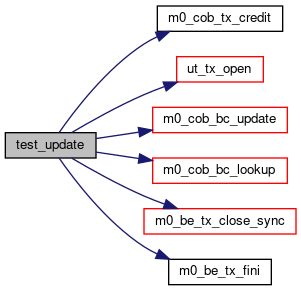 test_update
m0_cob_tx_credit
ut_tx_open
m0_cob_bc_update
m0_cob_bc_lookup
m0_be_tx_close_sync
m0_be_tx_fini